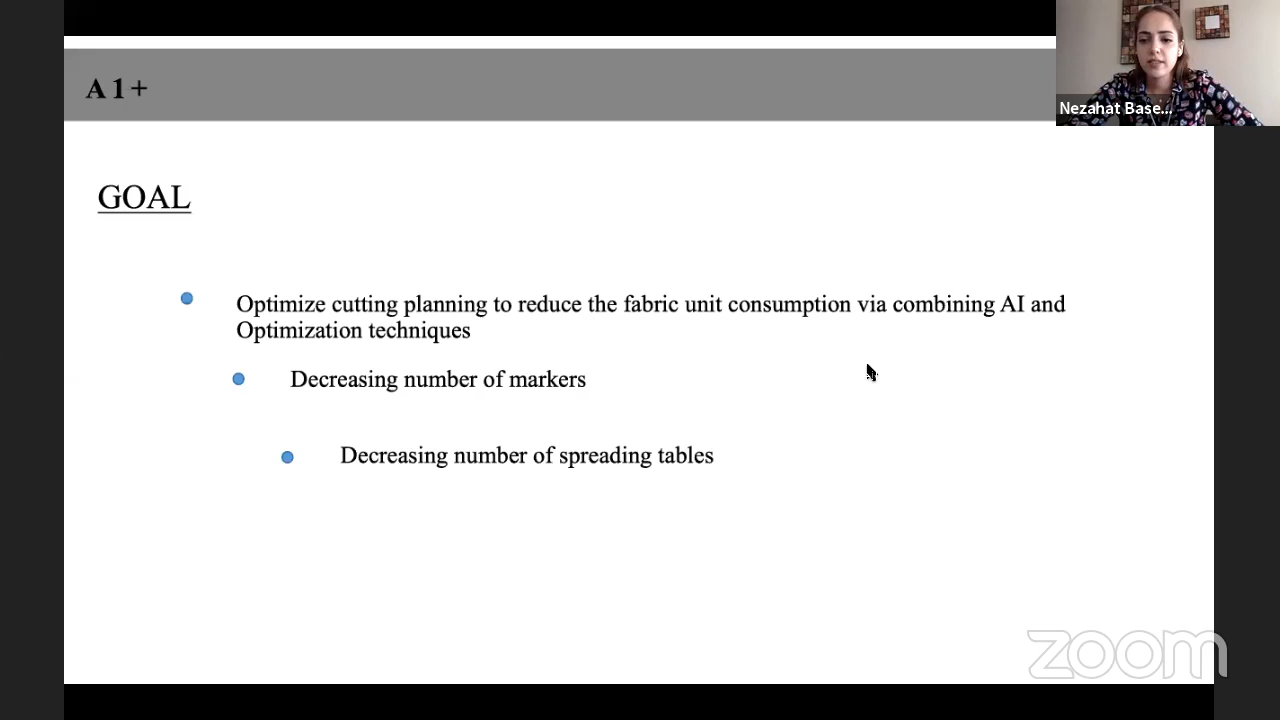 A 1 +
Nezahat Base...
GOAL
Optimize cutting planning to reduce the fabric unit consumption via combining AI and
Optimization techniques
Decreasing number of markers
Decreasing number of spreading tables
zoom